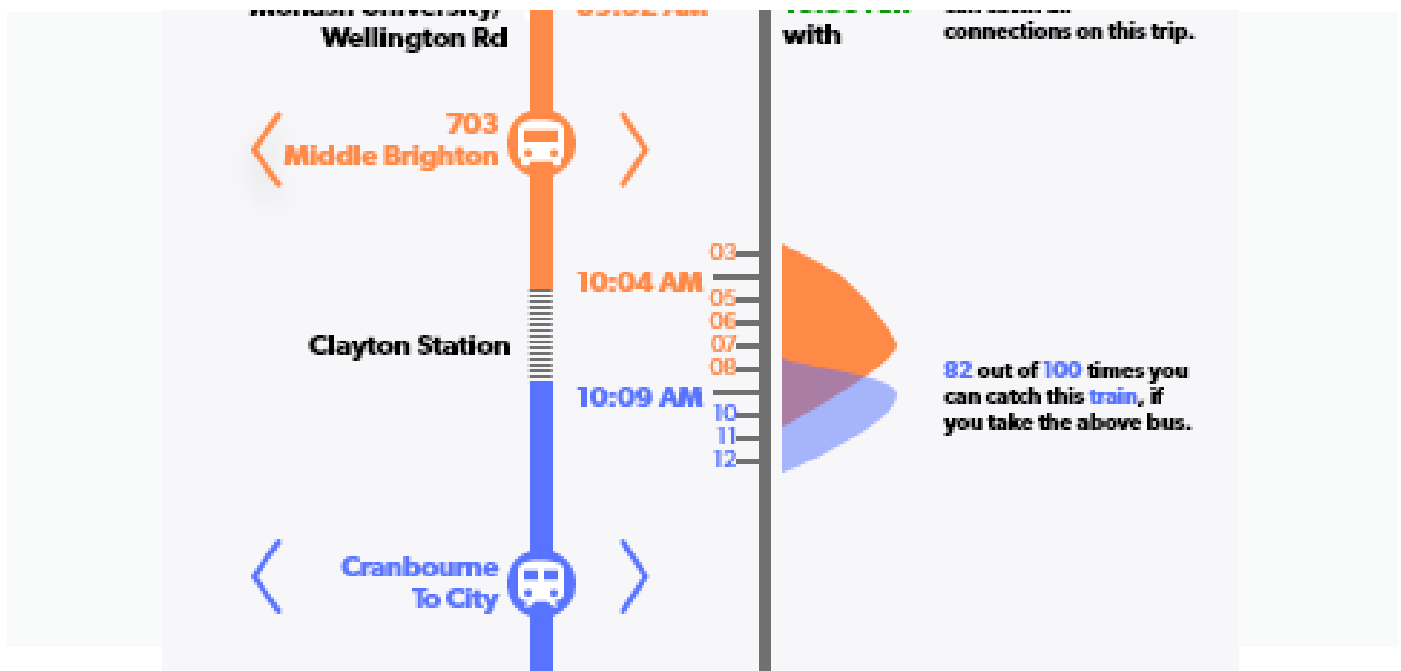 Wellington Rd
with
connections on this trip.
703
Middle Brighton
03
10:04 AM
05
06
07
08
Clayton Station
10:09 AM
10
11
12
82 out of 100 times you
can catch this train, if
you take the above bus.
Cranbourne
To City